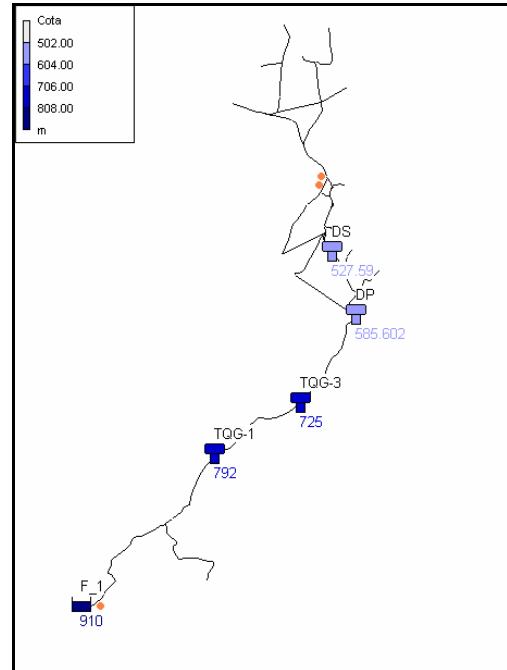 Cota
502.00
604.00
706.00
808.00
m
DS
527.59
DP
585.602
TQG-3
725
TQG-1
792
F_1
910